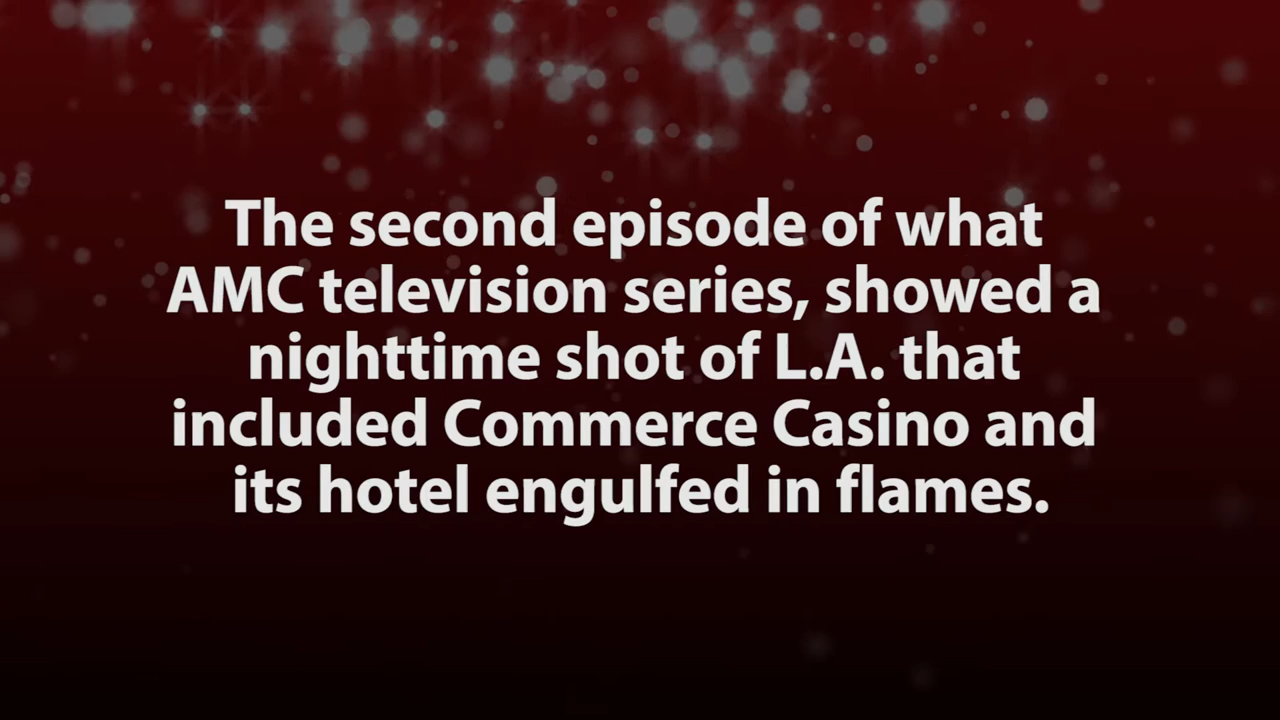 The second episode of what
AMC television series, showed a
nighttime shot of L.A. that
included Commerce Casino and
its hotel engulfed in flames.